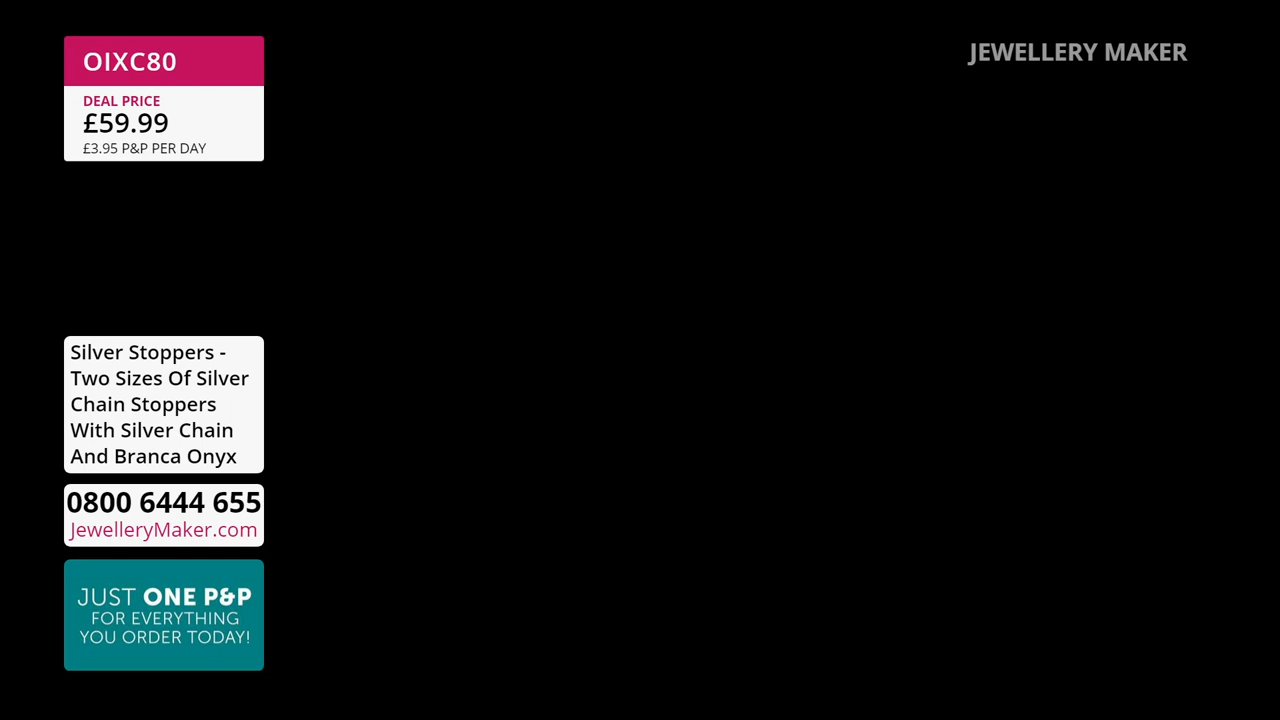 OIXC80
DEAL PRICE
£59.99
£3.95 P&P PER DAY
JEWELLERY MAKER
Silver Stoppers -
Two Sizes Of Silver
Chain Stoppers
With Silver Chain
And Branca Onyx
0800 6444 655
JewelleryMaker.com
JUST ONE P&P
FOR EVERYTHING
YOU ORDER TODAY!